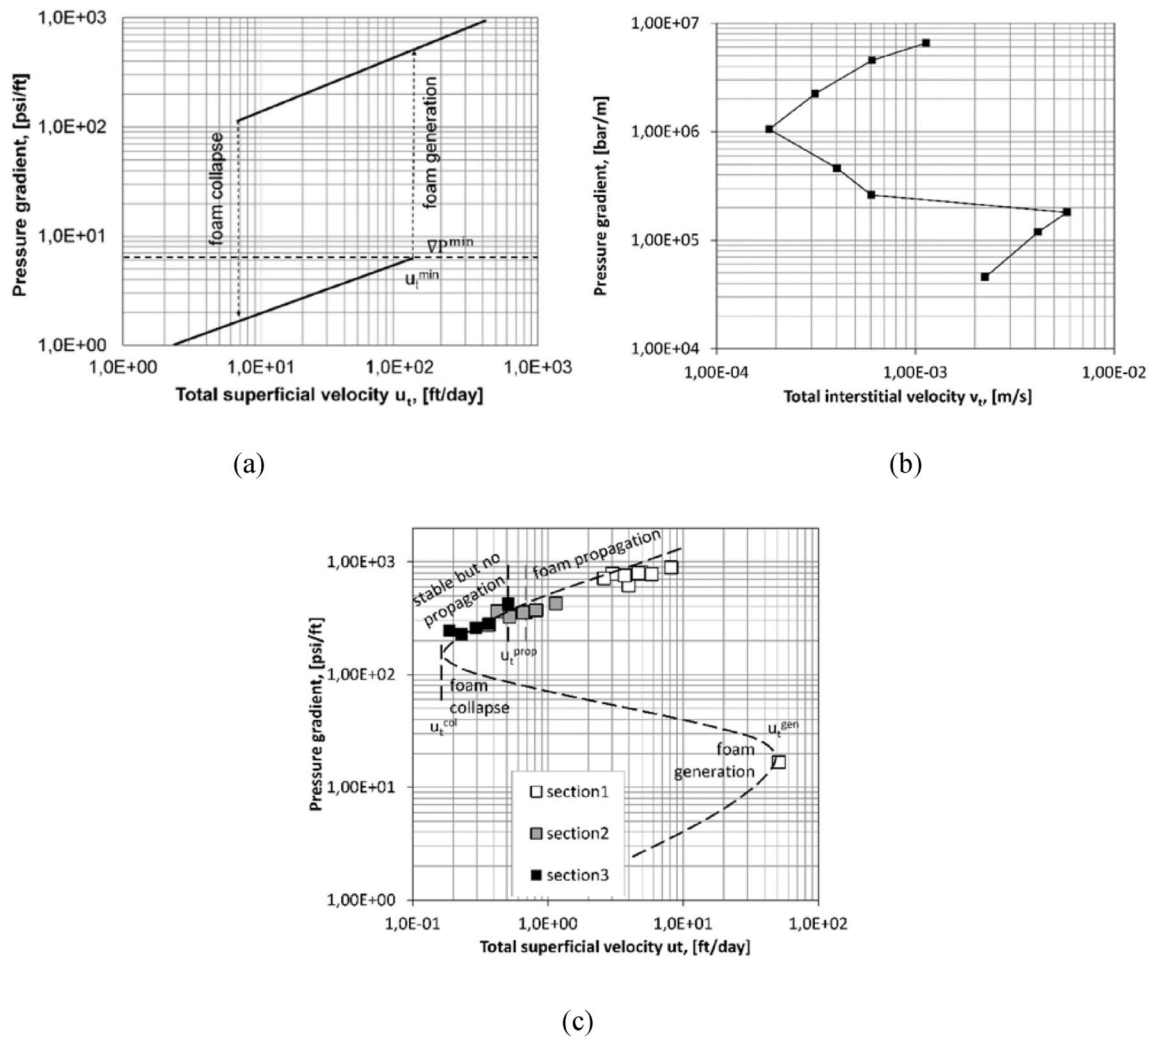 1,0E+03
1,0E+02
1,0E+01
1,0E+00
Pressure gradient, [psi/ft]
foam collapse
foam generation
∇P^min
u_t^min
1,0E+00
1,0E+01
1,0E+02
1,0E+03
Total superficial velocity u_t, [ft/day]
(a)
1,00E+07
1,00E+06
1,00E+05
1,00E+04
Pressure gradient, [bar/m]
1,00E-04
1,00E-03
1,00E-02
Total interstitial velocity v_t, [m/s]
(b)
1,00E+03
1,00E+02
1,00E+01
1,00E+00
Pressure gradient, [psi/ft]
stable but no
propagation
foam propagation
u_t^prop
foam
collapse
u_t^col
u_t^gen
foam
generation
section1
section2
section3
1,0E-01
1,0E+00
1,0E+01
1,0E+02
Total superficial velocity ut, [ft/day]
(c)